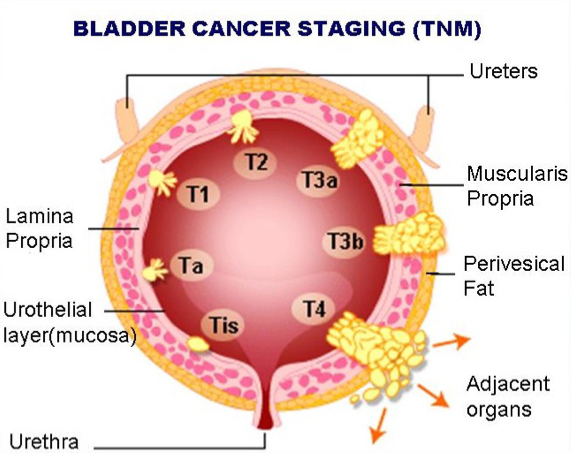 BLADDER CANCER STAGING (TNM)
Ureters
T2
T3a
T1
Muscularis
Propria
Lamina
Propria
T3b
Ta
Perivesical
Fat
Urothelial
layer(mucosa)
T4
Tis
Adjacent
organs
Urethra